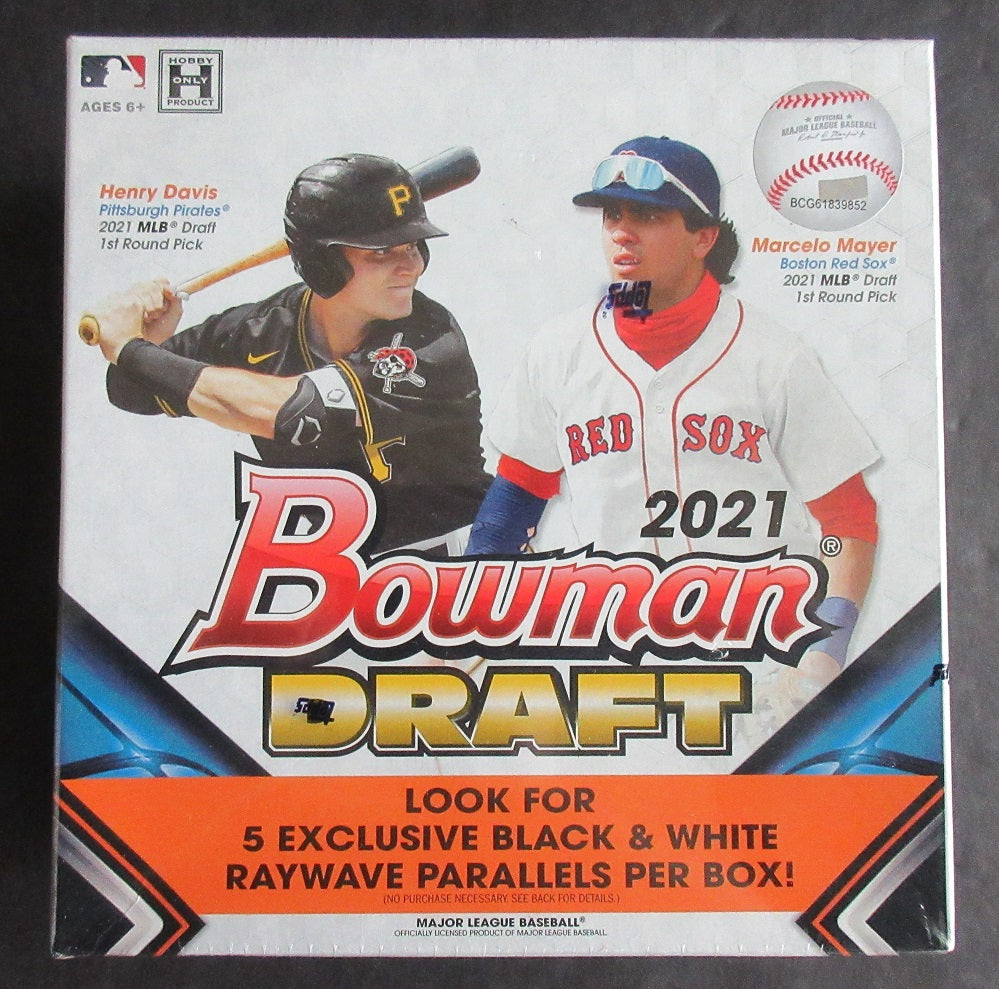 HOBBY
H
ONLY
PRODUCT
AGES 6+
★ OFFICIAL ★
MAJOR LEAGUE BASEBALL
BCG61839852
Henry Davis
Pittsburgh Pirates®
2021 MLB® Draft
1st Round Pick
Marcelo Mayer
Boston Red Sox®
2021 MLB® Draft
1st Round Pick
P
Topps
RED SOX
2021
Bowman®
DRAFT
Topps
LOOK FOR
5 EXCLUSIVE BLACK & WHITE
RAYWAVE PARALLELS PER BOX!
(NO PURCHASE NECESSARY. SEE BACK FOR DETAILS.)
MAJOR LEAGUE BASEBALL®
OFFICIALLY LICENSED PRODUCT OF MAJOR LEAGUE BASEBALL.